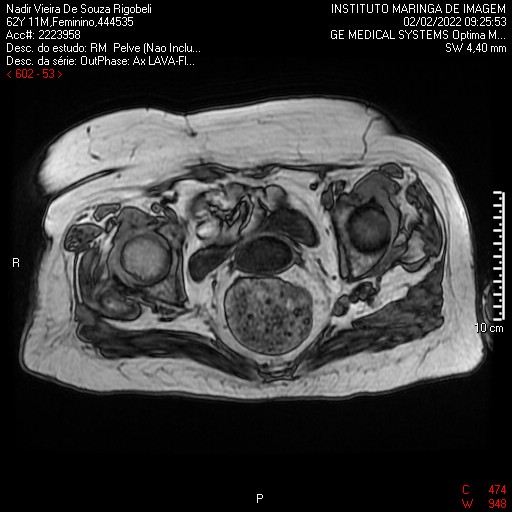 Nadir Vieira De Souza Rigobeli
62Y 11M,Feminino,444535
Acc#: 2223958
Desc. do estudo: RM Pelve (Nao Inclu...
Desc. da série: OutPhase: Ax LAVA-Fl...
< 602 - 53 >
INSTITUTO MARINGA DE IMAGEM
02/02/2022 09:25:53
GE MEDICAL SYSTEMS Optima M...
SW 4,40 mm
R
10 cm
P
C 474
W 948